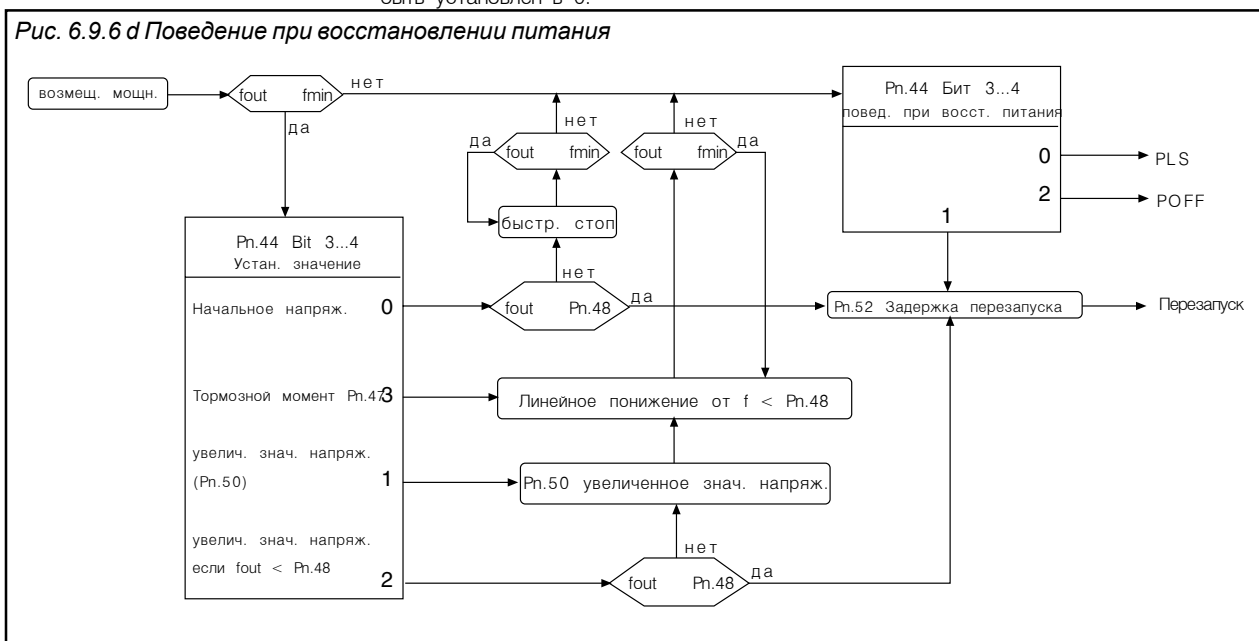 быть установлен в 0.
Рис. 6.9.6 d Поведение при восстановлении питания
возмещ. мощн.
fout fmin
нет
да
Pn.44 Бит 3...4
повед. при восст. питания
0
PLS
2
POFF
1
да
нет
fout fmin
нет
да
fout fmin
быстр. стоп
нет
fout Pn.48
да
Pn.52 Задержка перезапуска
Перезапуск
Pn.44 Bit 3...4
Устан. значение
Начальное напряж. 0
Тормозной момент Pn.47 3
увелич. знач. напряж.
(Pn.50) 1
увелич. знач. напряж.
если fout < Pn.48 2
Линейное понижение от f < Pn.48
Pn.50 увеличенное знач. напряж.
нет
fout Pn.48
да